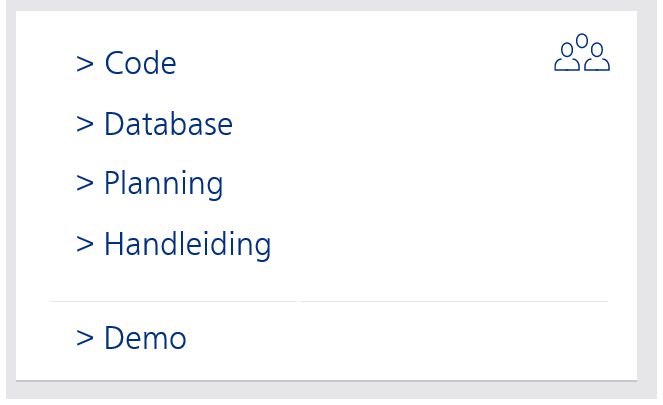 > Code
> Database
> Planning
> Handleiding
> Demo